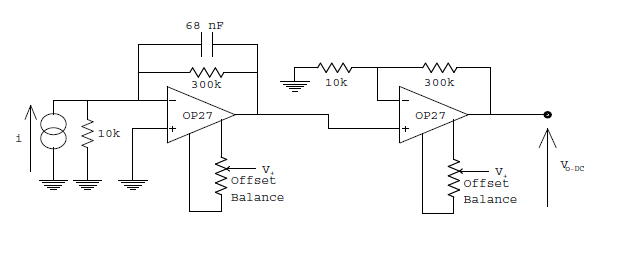 68 nF
300k
10k
300k
OP27
OP27
−
+
−
+
i
10k
V+
Offset
Balance
V+
Offset
Balance
VO-DC